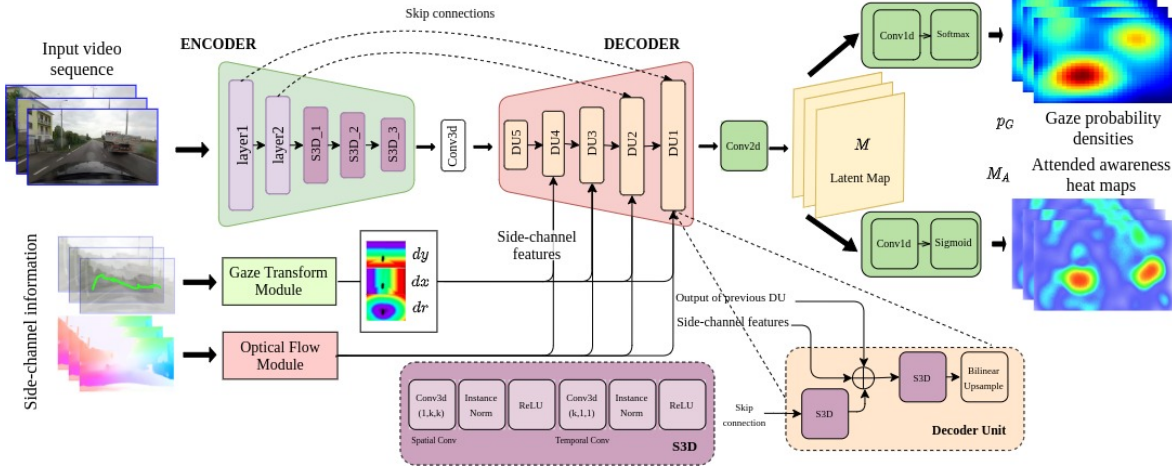 Input video
sequence
Side-channel information
ENCODER
Skip connections
DECODER
layer1
layer2
S3D_1
S3D_2
S3D_3
Conv3d
DU5
DU4
DU3
DU2
DU1
Conv2d
M
Latent Map
Conv1d
Softmax
Conv1d
Sigmoid
p_G
Gaze probability
densities
M_A
Attended awareness
heat maps
Gaze Transform
Module
Optical Flow
Module
dy
dx
dr
Side-channel
features
Output of previous DU
Side-channel features
Skip
connection
S3D
S3D
Bilinear
Upsample
Decoder Unit
Conv3d
(1,k,k)
Instance
Norm
ReLU
Conv3d
(k,1,1)
Instance
Norm
ReLU
Spatial Conv
Temporal Conv
S3D